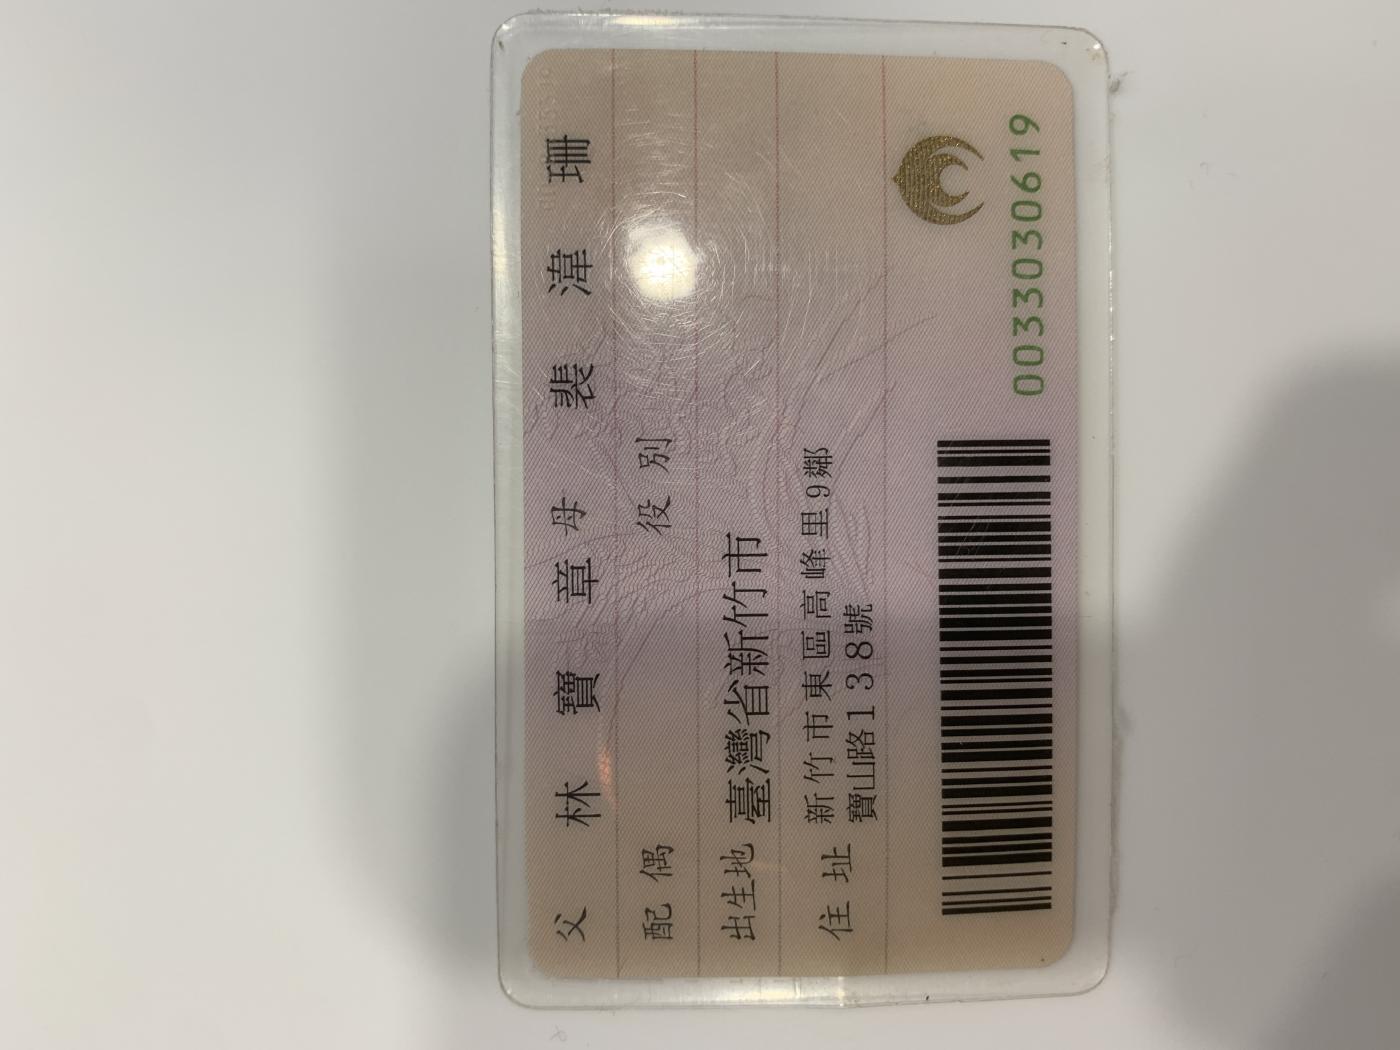 父 林寶章 母 裴湋珊
配偶 役別
出生地 臺灣省新竹市
住址 新竹市東區高峰里9鄰
寶山路138號
0033030619